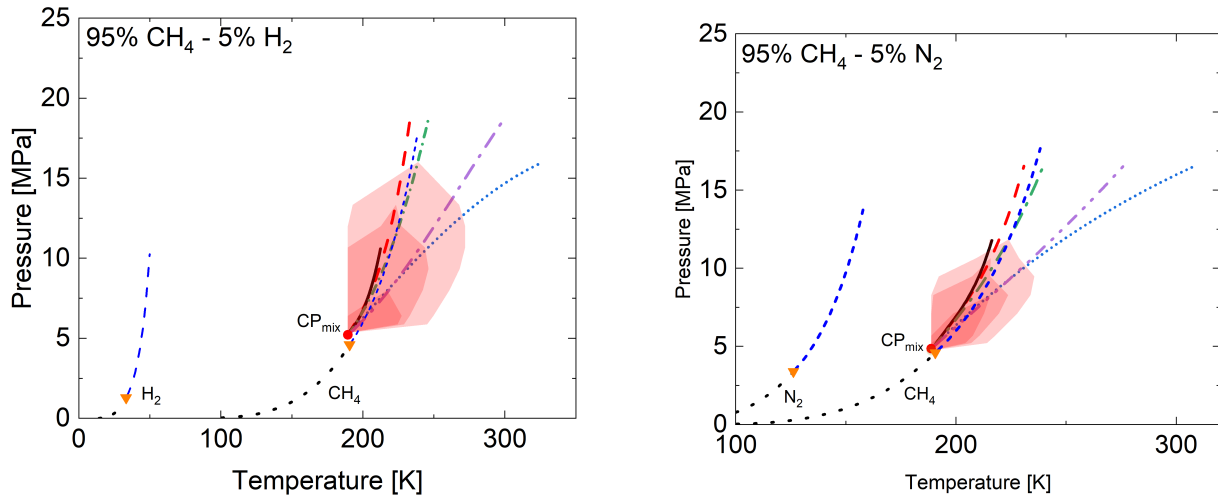 95% CH₄ - 5% H₂
25
20
15
10
5
0
Pressure [MPa]
CPmix
H₂
CH₄
0
100
200
300
Temperature [K]
95% CH₄ - 5% N₂
25
20
15
10
5
0
Pressure [MPa]
CPmix
N₂
CH₄
100
200
300
Temperature [K]